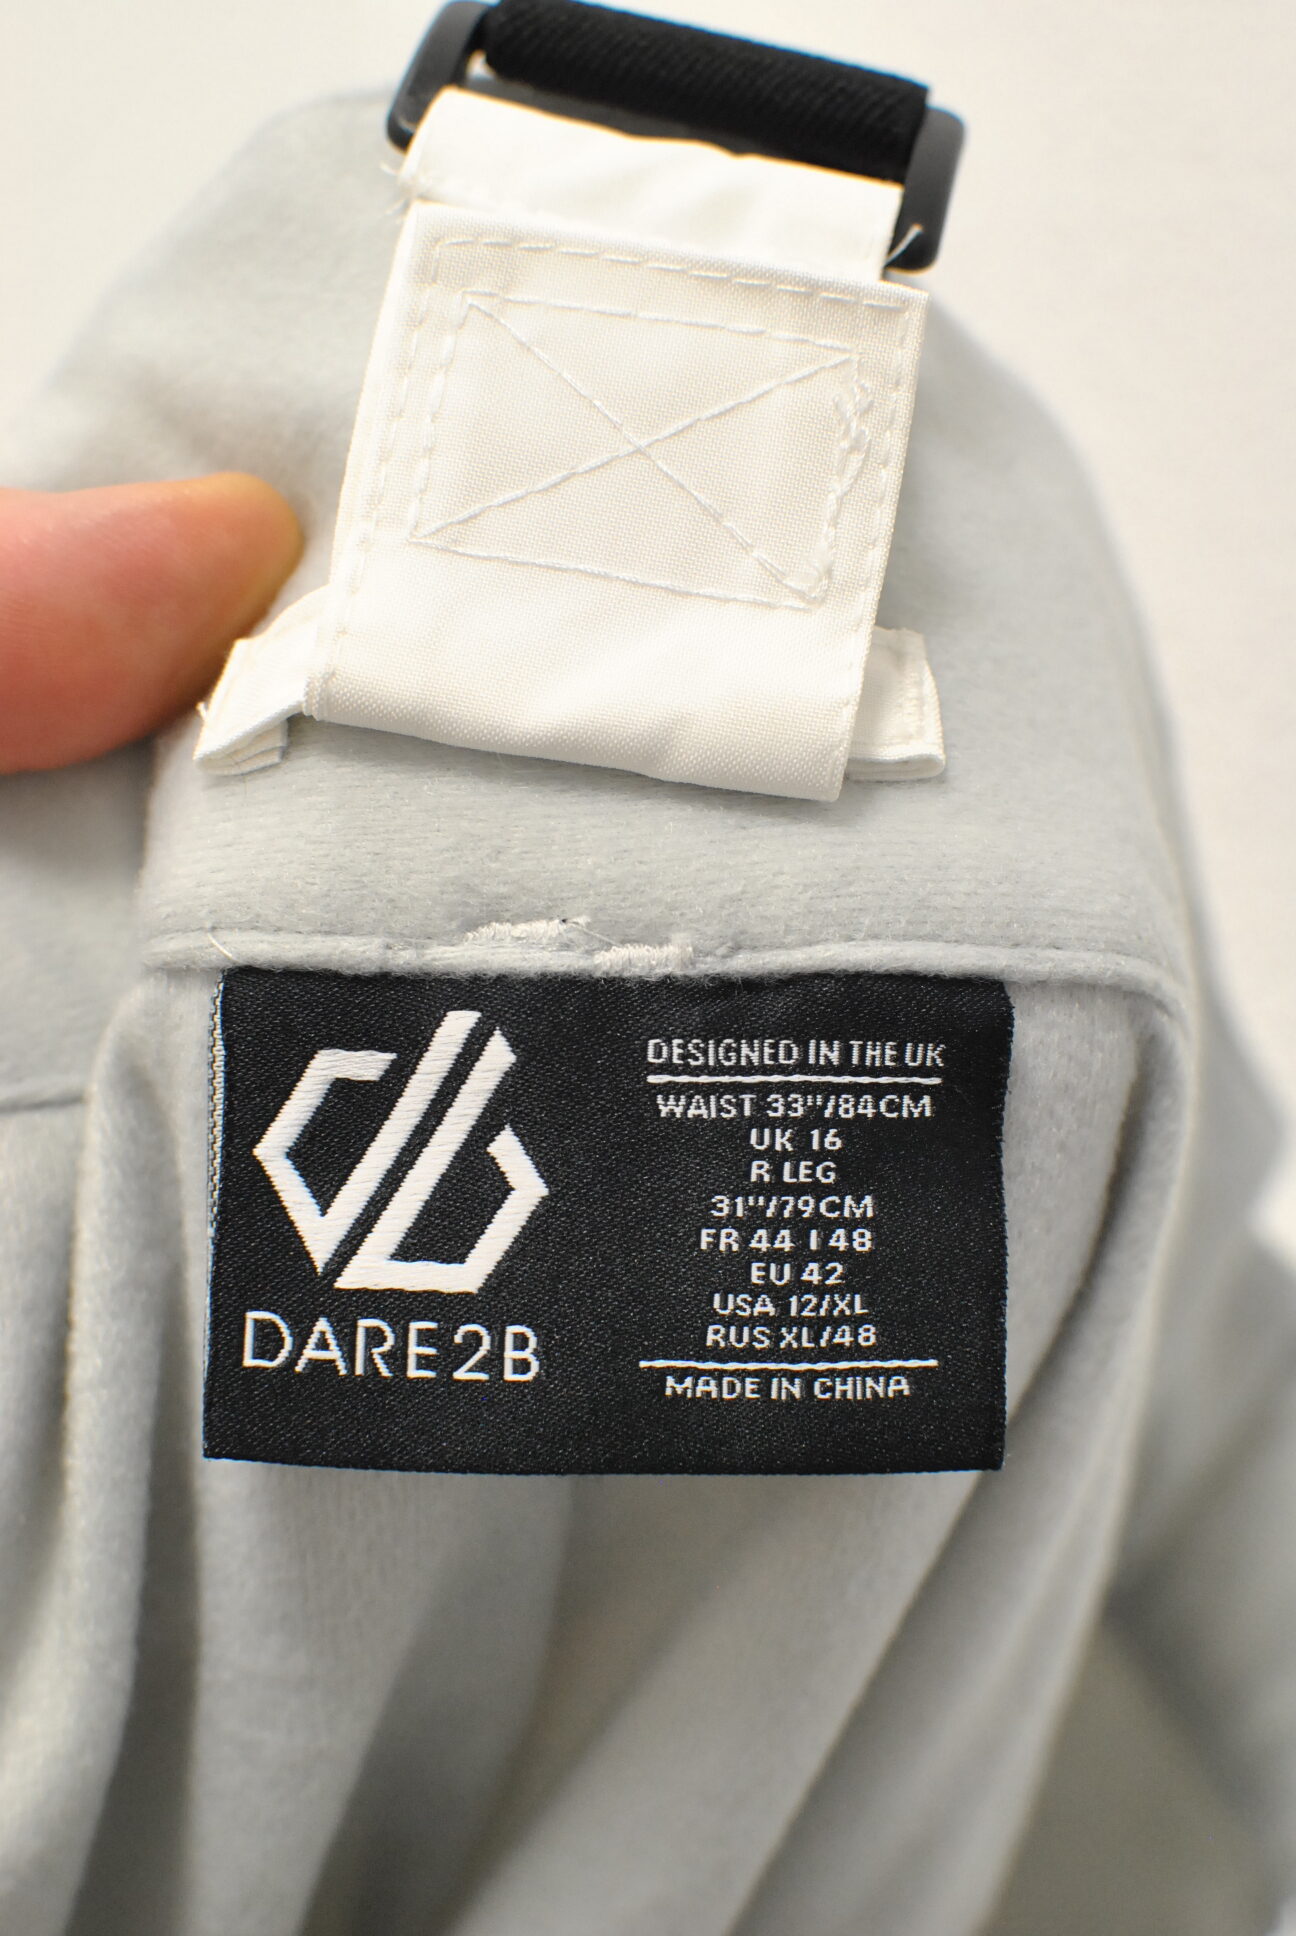 db
DARE2B
DESIGNED IN THE UK
WAIST 33"/84CM
UK 16
R LEG
31"/79CM
FR 44 I 48
EU 42
USA 12/XL
RUS XL/48
MADE IN CHINA